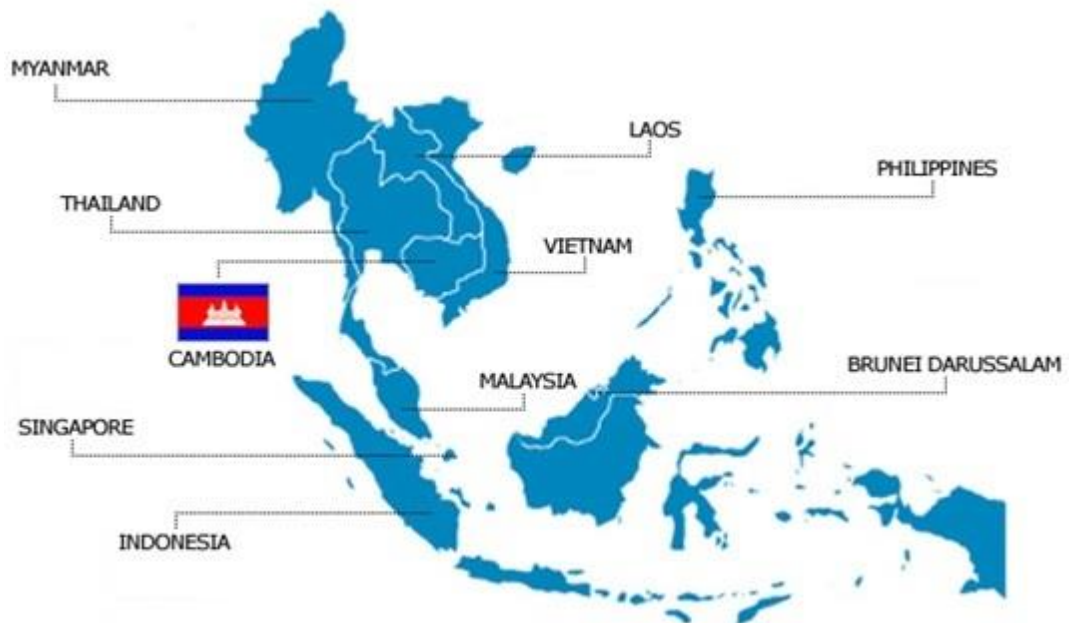 MYANMAR
LAOS
PHILIPPINES
THAILAND
VIETNAM
CAMBODIA
MALAYSIA
BRUNEI DARUSSALAM
SINGAPORE
INDONESIA